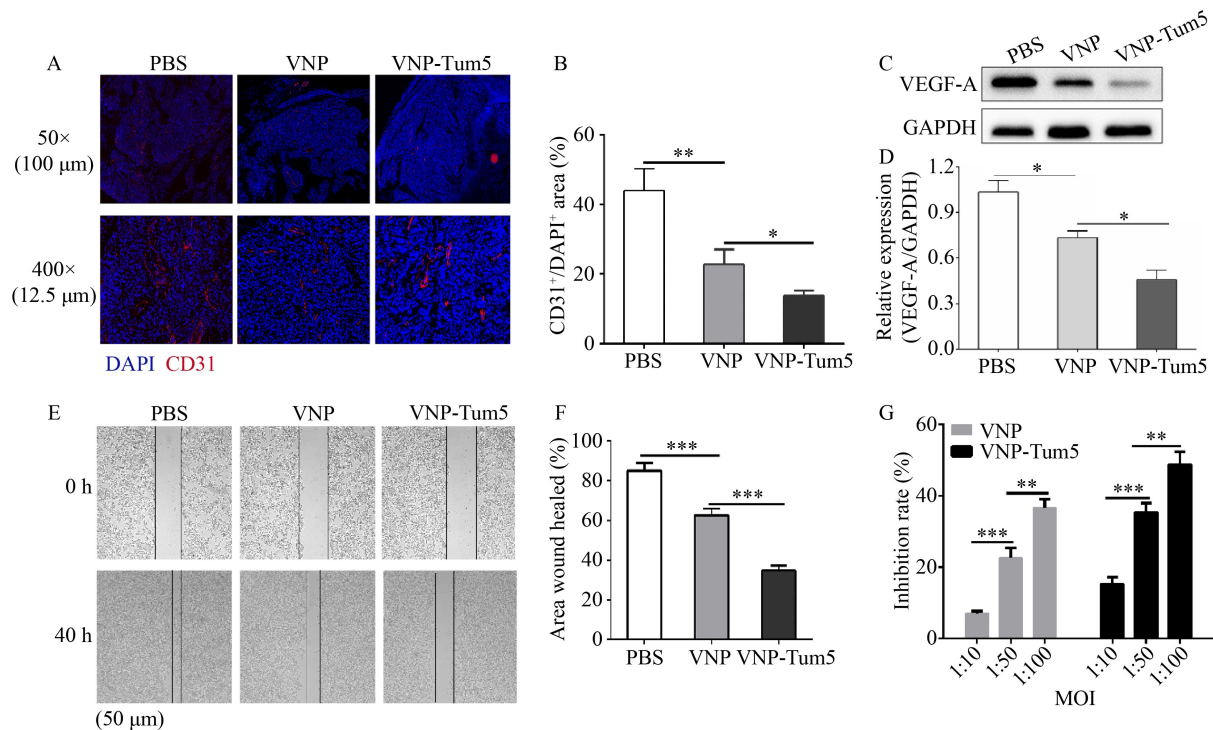 A
PBS
VNP
VNP-Tum5
50×
(100 μm)
400×
(12.5 μm)
DAPI CD31
B
CD31⁺/DAPI⁺ area (%)
60
40
20
0
**
*
PBS
VNP
VNP-Tum5
C
PBS
VNP
VNP-Tum5
VEGF-A
GAPDH
D
Relative expression
(VEGF-A/GAPDH)
1.2
0.9
0.6
0.3
0.0
*
*
PBS
VNP
VNP-Tum5
E
PBS
VNP
VNP-Tum5
0 h
40 h
(50 μm)
F
Area wound healed (%)
100
80
60
40
20
0
***
***
PBS
VNP
VNP-Tum5
G
VNP
VNP-Tum5
Inhibition rate (%)
60
40
20
0
***
**
***
**
1:10
1:50
1:100
1:10
1:50
1:100
MOI